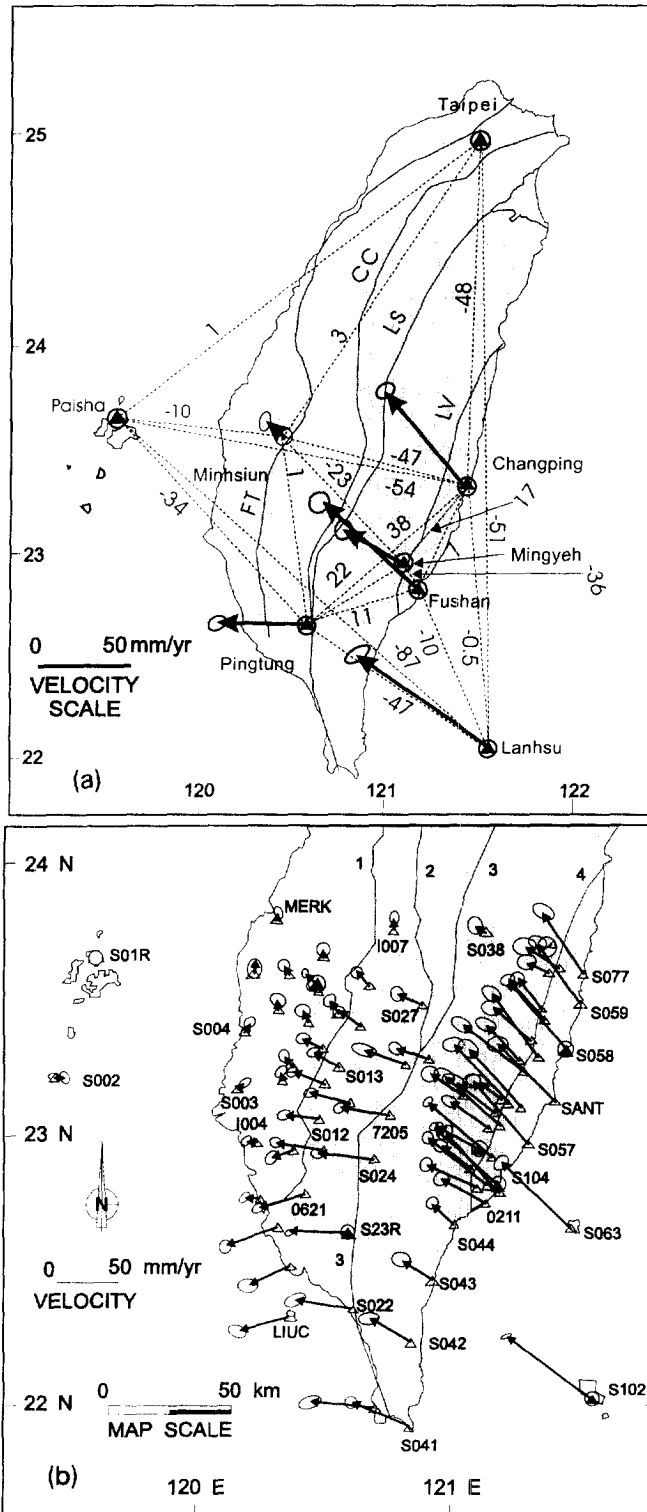 Taipei
25
CC
1
3
-48
LS
24
Paisha
-10
LV
-47
Changping
Minhsiun
-23
-54
17
-34
FT
1
38
-51
23
Mingyeh
7
22
-36
Fushan
11
-10
-0.5
0 50 mm/yr
Pingtung
-87
VELOCITY
SCALE
-47
Lanhsu
22
(a)
120
121
122
24 N
1
2
3
4
MERK
S01R
I007
S038
S077
S027
S059
S004
S058
S002
S013
S003
SANT
I004
23 N
S012
7205
S057
S024
S104
N
0621
0211
S23R
S063
0 50 mm/yr
S044
3
VELOCITY
S043
S022
LIUC
S042
0 50 km
S102
22 N
MAP SCALE
S041
(b)
120 E
121 E